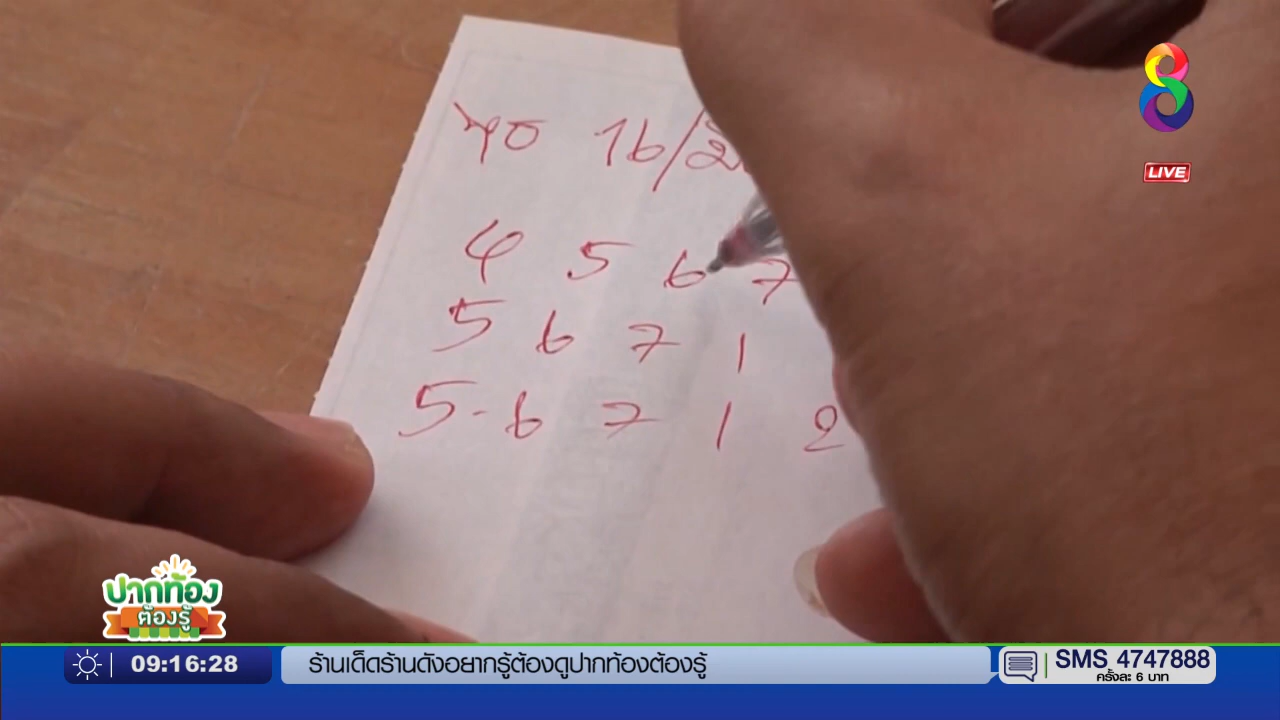 8
LIVE
16/
4 5 6 7
5 6 7 1
5-6 7 1 2
ปากท้อง
ต้องรู้
09:16:28
ร้านเด็ดร้านดังอยากรู้ต้องดูปากท้องต้องรู้
SMS 4747888
ครั้งละ 6 บาท